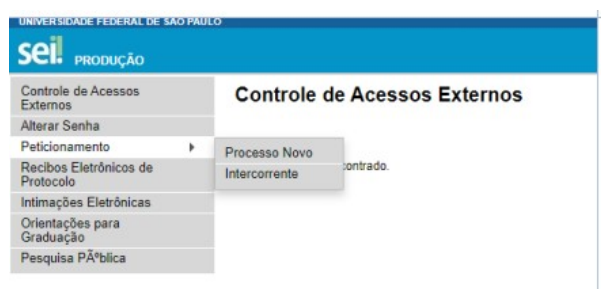 UNIVERSIDADE FEDERAL DE SÃO PAULO
sei! PRODUÇÃO
Controle de Acessos
Externos
Alterar Senha
Peticionamento
Recibos Eletrônicos de
Protocolo
Intimações Eletrônicas
Orientações para
Graduação
Pesquisa PÃºblica
Processo Novo
Intercorrente
Controle de Acessos Externos
contrado.